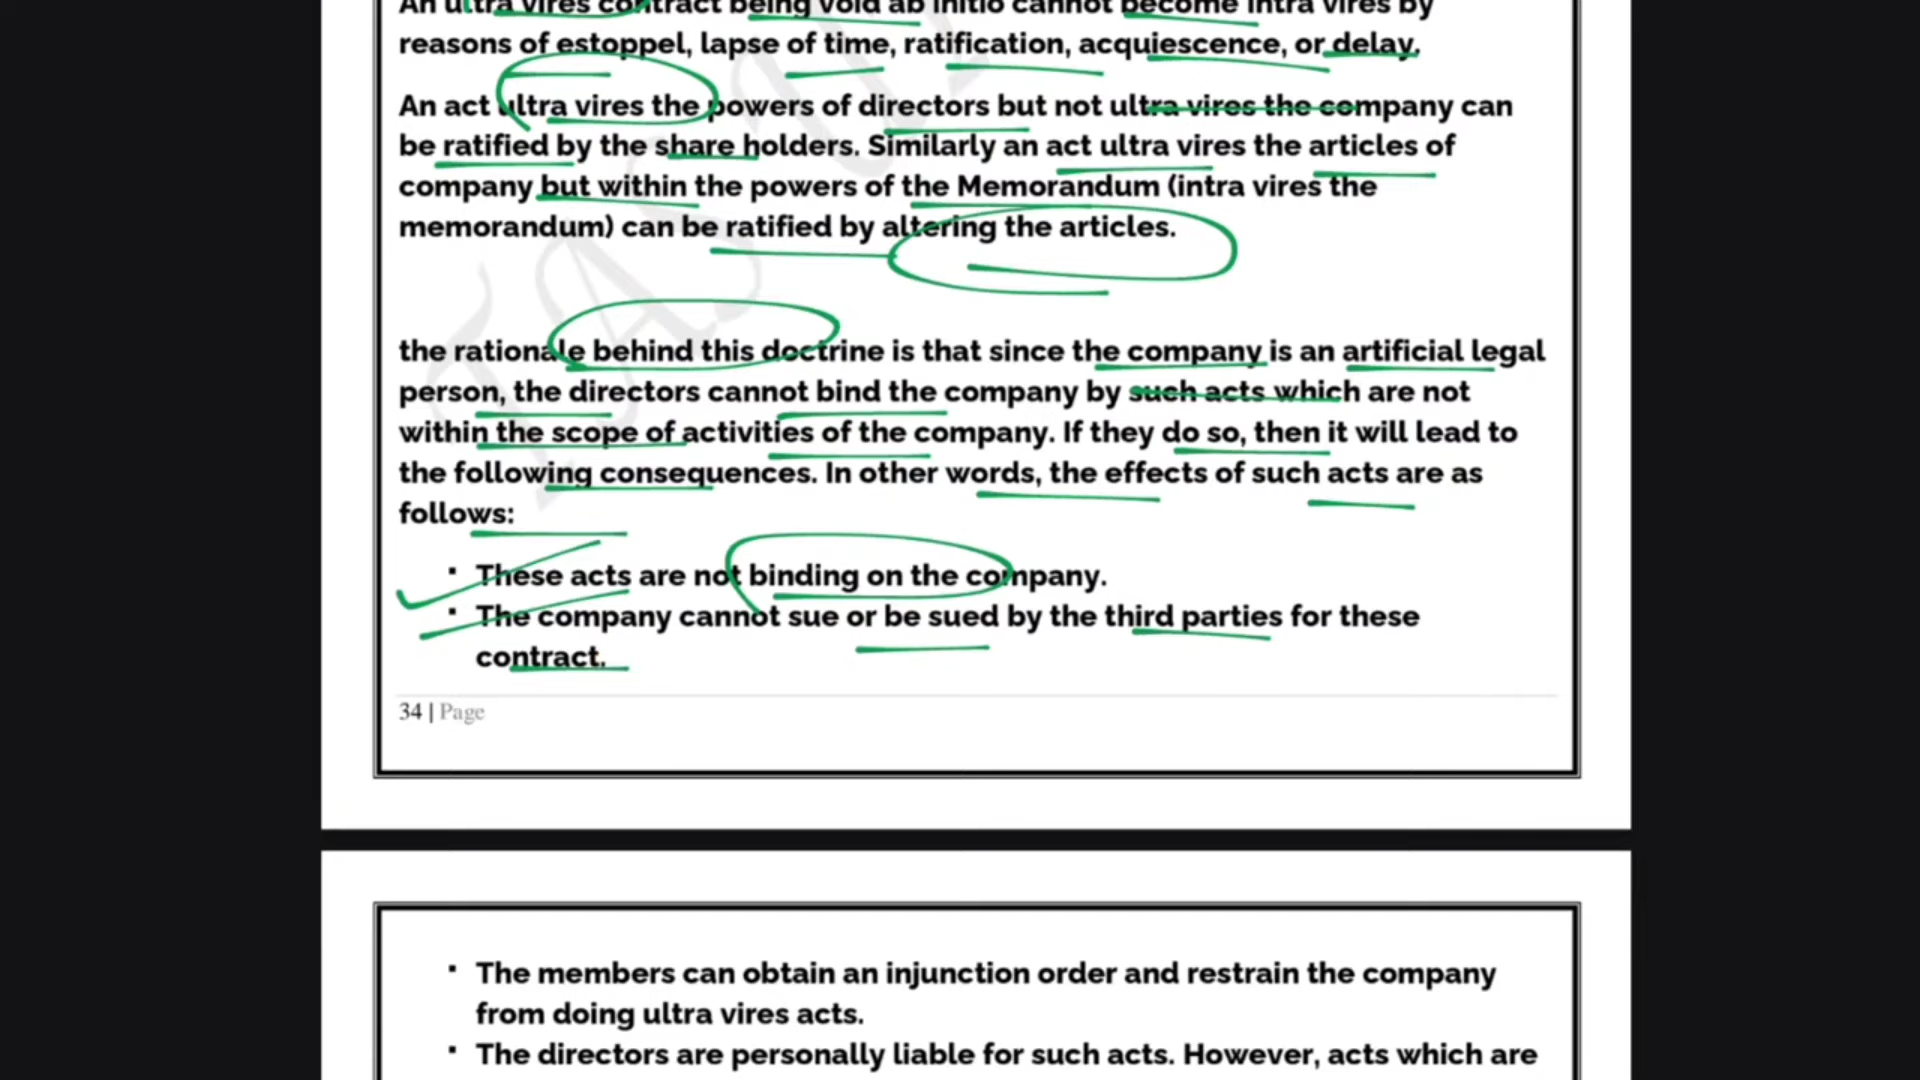 An ultra vires contract being void ab initio cannot become intra vires by
reasons of estoppel, lapse of time, ratification, acquiescence, or delay.
An act ultra vires the powers of directors but not ultra vires the company can
be ratified by the share holders. Similarly an act ultra vires the articles of
company but within the powers of the Memorandum (intra vires the
memorandum) can be ratified by altering the articles.
the rationale behind this doctrine is that since the company is an artificial legal
person, the directors cannot bind the company by such acts which are not
within the scope of activities of the company. If they do so, then it will lead to
the following consequences. In other words, the effects of such acts are as
follows:
▪ These acts are not binding on the company.
▪ The company cannot sue or be sued by the third parties for these
contract.
34 | Page
▪ The members can obtain an injunction order and restrain the company
from doing ultra vires acts.
▪ The directors are personally liable for such acts. However, acts which are